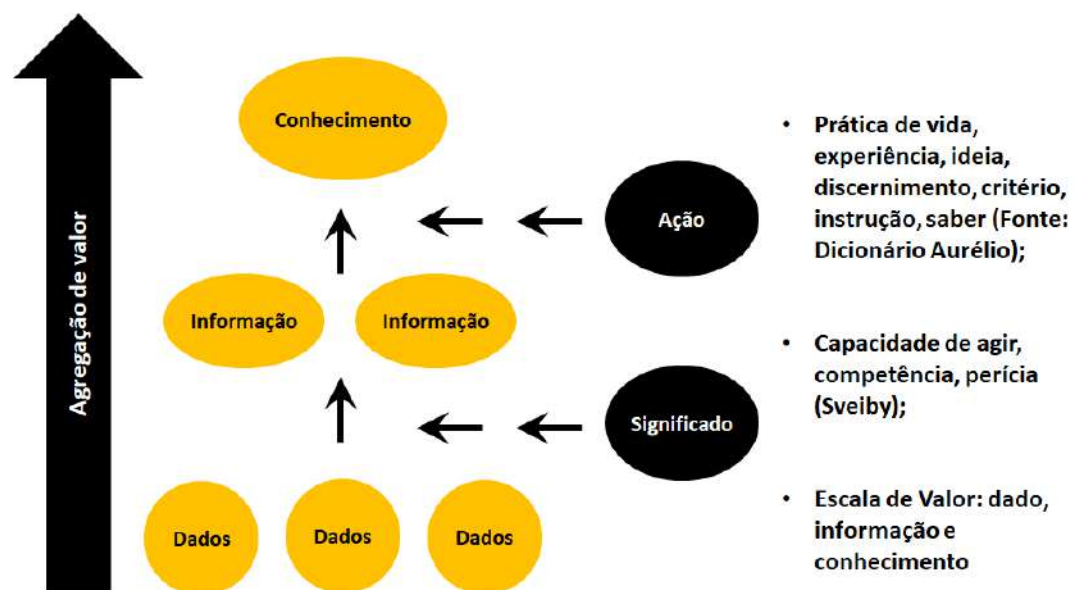 Agregação de valor
Conhecimento
Ação
Informação
Informação
Significado
Dados
Dados
Dados
• Prática de vida,
experiência, ideia,
discernimento, critério,
instrução, saber (Fonte:
Dicionário Aurélio);
• Capacidade de agir,
competência, perícia
(Sveiby);
• Escala de Valor: dado,
informação e
conhecimento